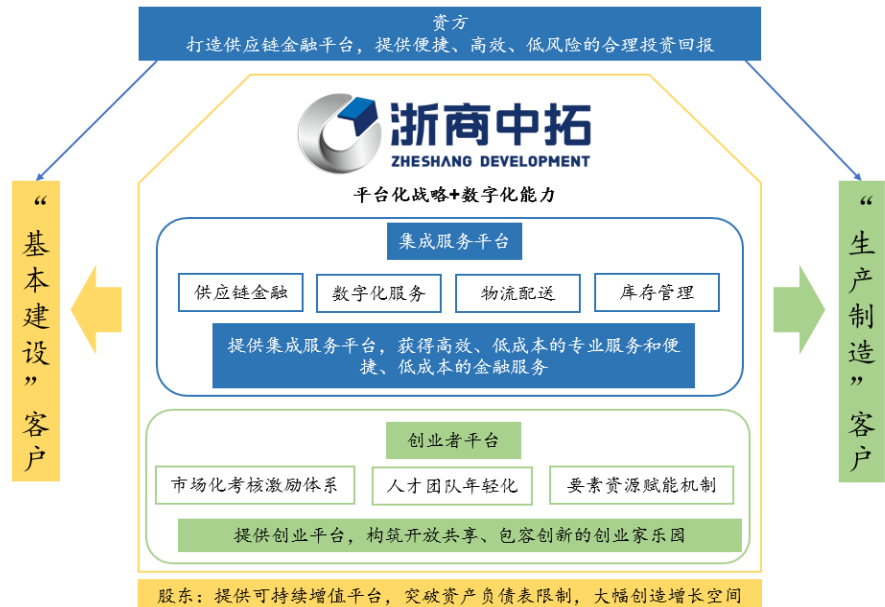 资方
打造供应链金融平台，提供便捷、高效、低风险的合理投资回报
浙商中拓
ZHESHANG DEVELOPMENT
平台化战略+数字化能力
“基本建设”客户
“生产制造”客户
集成服务平台
供应链金融
数字化服务
物流配送
库存管理
提供集成服务平台，获得高效、低成本的专业服务和便
捷、低成本的金融服务
创业者平台
市场化考核激励体系
人才团队年轻化
要素资源赋能机制
提供创业平台，构筑开放共享、包容创新的创业家乐园
股东：提供可持续增值平台，突破资产负债表限制，大幅创造增长空间